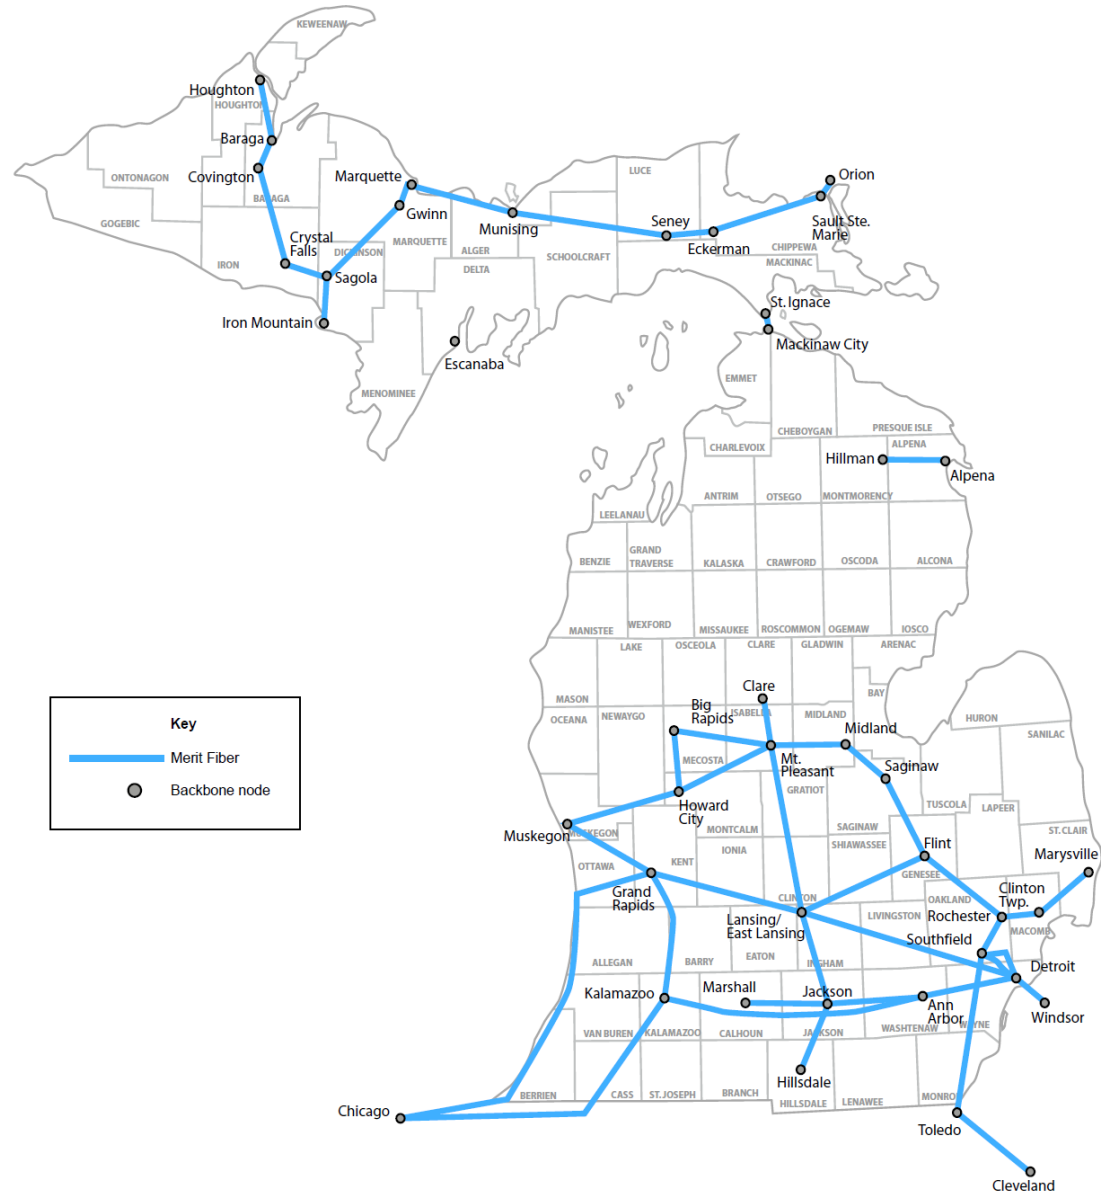 KEWEENAW
Houghton
HOUGHTON
Baraga
Covington
ONTONAGON
BARAGA
GOGEBIC
Marquette
Gwinn
Crystal
Falls
IRON
DICKINSON
MARQUETTE
Sagola
Iron Mountain
Munising
ALGER
DELTA
SCHOOLCRAFT
Escanaba
MENOMINEE
LUCE
Seney
Eckerman
Orion
Sault Ste.
Marie
CHIPPEWA
MACKINAC
St. Ignace
Mackinaw City
EMMET
CHEBOYGAN
PRESQUE ISLE
CHARLEVOIX
ALPENA
Hillman
Alpena
ANTRIM
OTSEGO
MONTMORENCY
LEELANAU
BENZIE
GRAND
TRAVERSE
KALASKA
CRAWFORD
OSCODA
ALCONA
MANISTEE
WEXFORD
MISSAUKEE
ROSCOMMON
OGEMAW
IOSCO
LAKE
OSCEOLA
CLARE
GLADWIN
ARENAC
MASON
Clare
BAY
OCEANA
NEWAYGO
Big
Rapids
ISABELLA
MIDLAND
Midland
HURON
SANILAC
MECOSTA
Mt.
Pleasant
Saginaw
GRATIOT
TUSCOLA
LAPEER
Howard
City
Muskegon
MUSKEGON
MONTCALM
SAGINAW
ST. CLAIR
OTTAWA
KENT
IONIA
SHIAWASSEE
Flint
GENESEE
Marysville
Grand
Rapids
CLINTON
OAKLAND
Clinton
Twp.
Lansing/
East Lansing
LIVINGSTON
Rochester
MACOMB
Southfield
ALLEGAN
BARRY
EATON
INGHAM
Detroit
Kalamazoo
Marshall
Jackson
Ann
Arbor
Windsor
VAN BUREN
KALAMAZOO
CALHOUN
JACKSON
WASHTENAW
WAYNE
Hillsdale
BERRIEN
CASS
ST. JOSEPH
BRANCH
HILLSDALE
LENAWEE
MONRO
Chicago
Toledo
Cleveland
Key
Merit Fiber
Backbone node